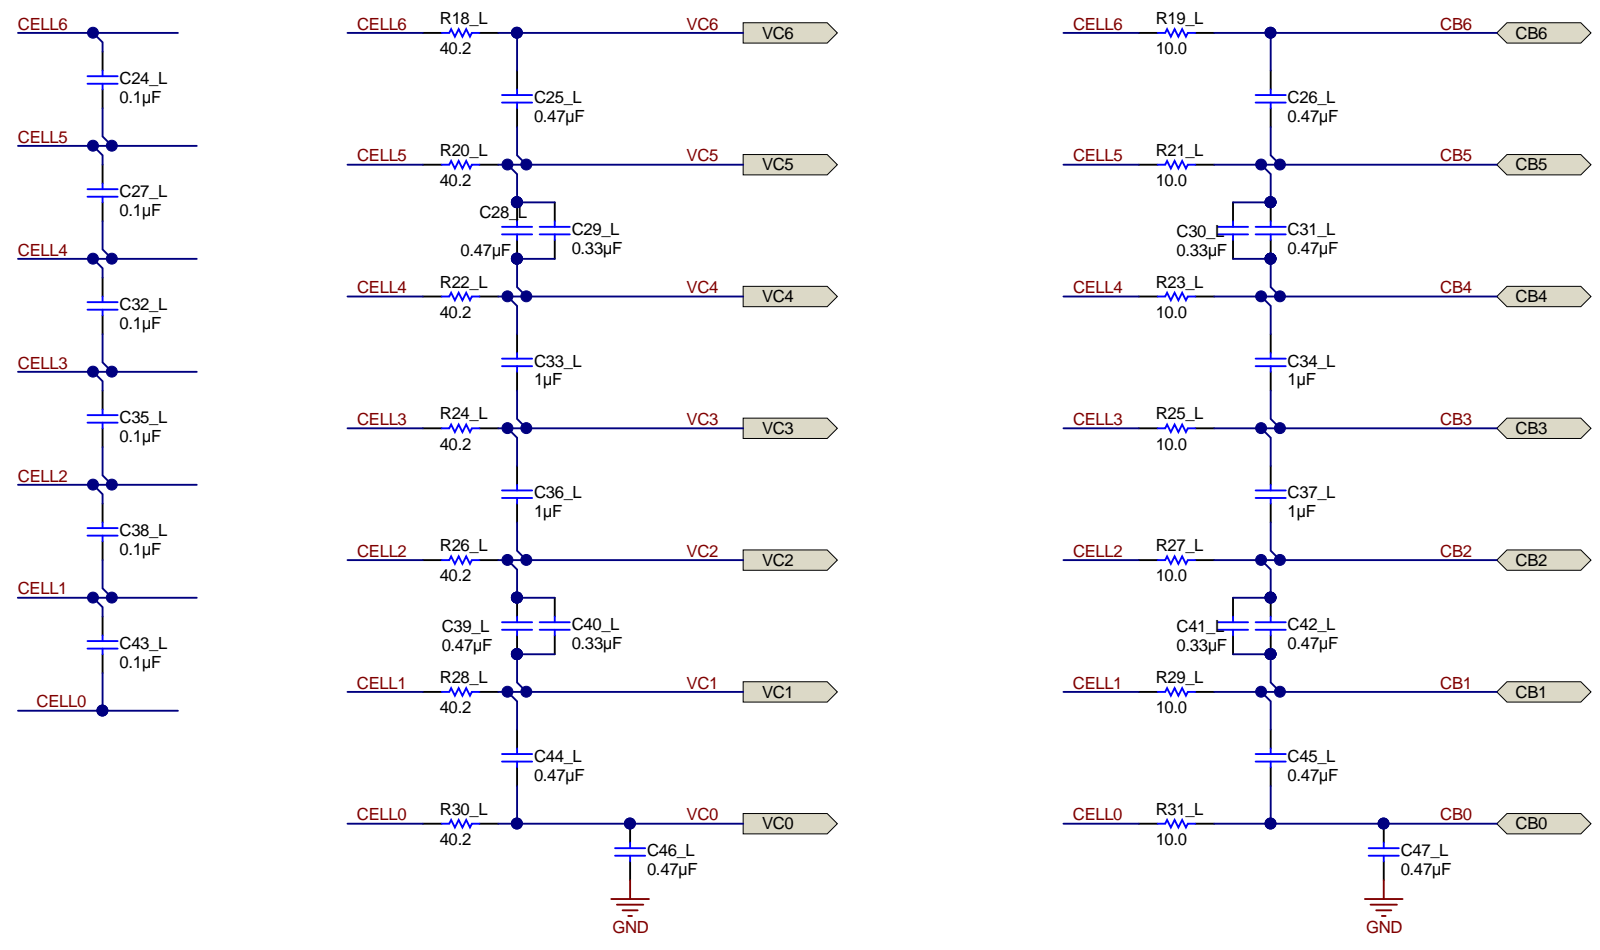 CELL6
C24_L
0.1µF
CELL5
C27_L
0.1µF
CELL4
C32_L
0.1µF
CELL3
C35_L
0.1µF
CELL2
C38_L
0.1µF
CELL1
C43_L
0.1µF
CELL0
CELL6
R18_L
40.2
VC6
VC6
C25_L
0.47µF
CELL5
R20_L
40.2
VC5
VC5
C28_L
0.47µF
C29_L
0.33µF
CELL4
R22_L
40.2
VC4
VC4
C33_L
1µF
CELL3
R24_L
40.2
VC3
VC3
C36_L
1µF
CELL2
R26_L
40.2
VC2
VC2
C39_L
0.47µF
C40_L
0.33µF
CELL1
R28_L
40.2
VC1
VC1
C44_L
0.47µF
CELL0
R30_L
40.2
VC0
VC0
C46_L
0.47µF
GND
CELL6
R19_L
10.0
CB6
CB6
C26_L
0.47µF
CELL5
R21_L
10.0
CB5
CB5
C30_L
0.33µF
C31_L
0.47µF
CELL4
R23_L
10.0
CB4
CB4
C34_L
1µF
CELL3
R25_L
10.0
CB3
CB3
C37_L
1µF
CELL2
R27_L
10.0
CB2
CB2
C41_L
0.33µF
C42_L
0.47µF
CELL1
R29_L
10.0
CB1
CB1
C45_L
0.47µF
CELL0
R31_L
10.0
CB0
CB0
C47_L
0.47µF
GND